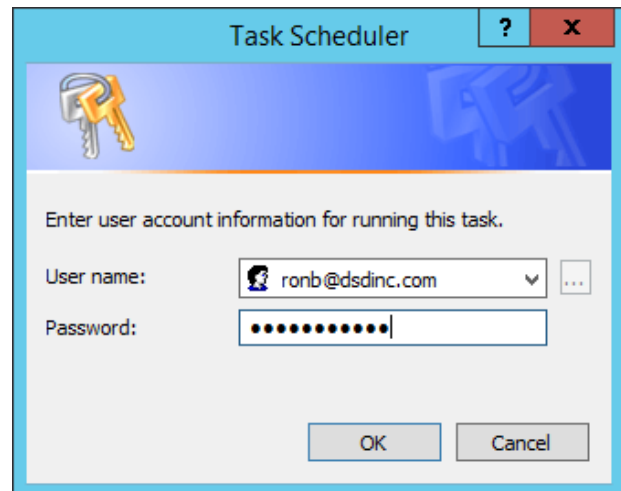 Task Scheduler ? x
Enter user account information for running this task.
User name: ronb@dsdinc.com ...
Password: •••••••••••
OK Cancel